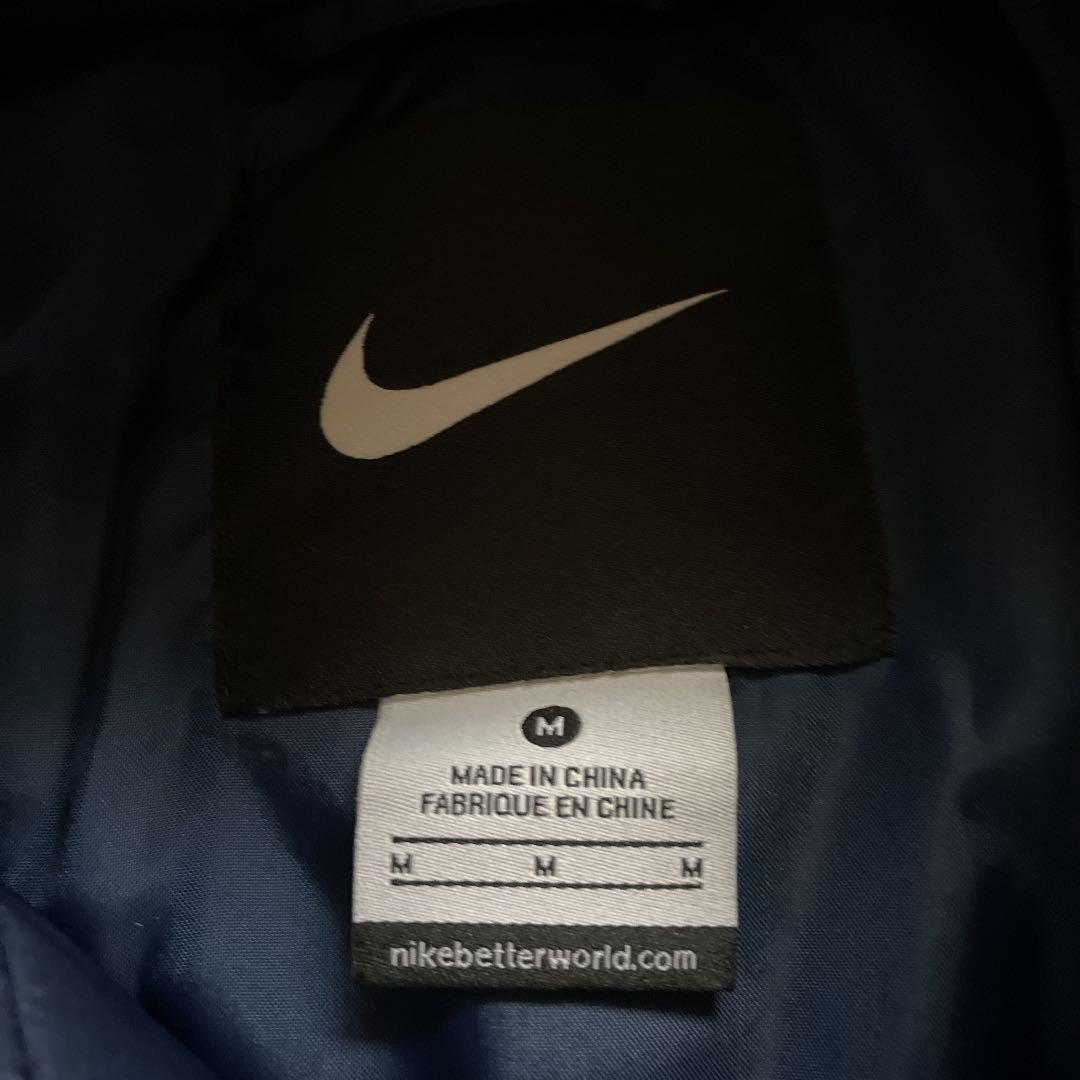 M
MADE IN CHINA
FABRIQUE EN CHINE
M M M
nikebetterworld.com